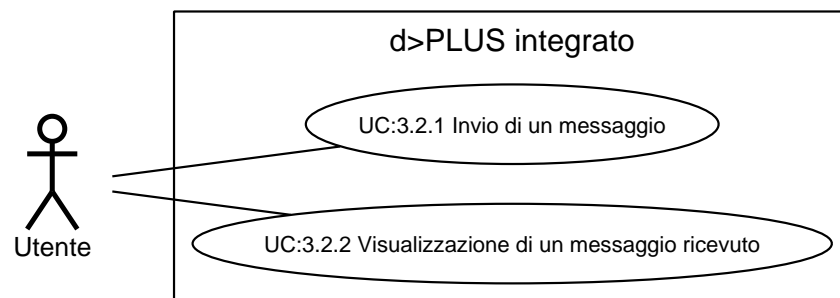 d>PLUS integrato
UC:3.2.1 Invio di un messaggio
Utente
UC:3.2.2 Visualizzazione di un messaggio ricevuto